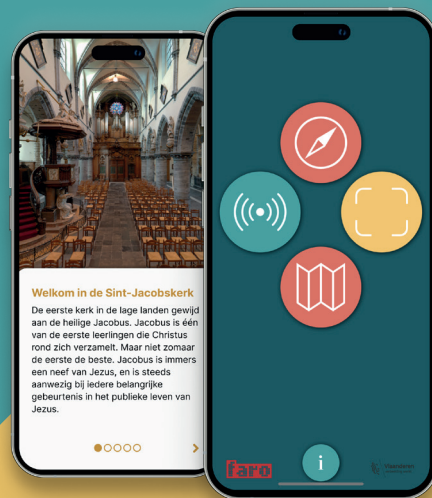 Welkom in de Sint-Jacobskerk
De eerste kerk in de lage landen gewijd
aan de heilige Jacobus. Jacobus is één
van de eerste leerlingen die Christus
rond zich verzamelt. Maar niet zomaar
de eerste de beste. Jacobus is immers
een neef van Jezus, en is steeds
aanwezig bij iedere belangrijke
gebeurtenis in het publieke leven van
Jezus.
faro
i
Vlaanderen